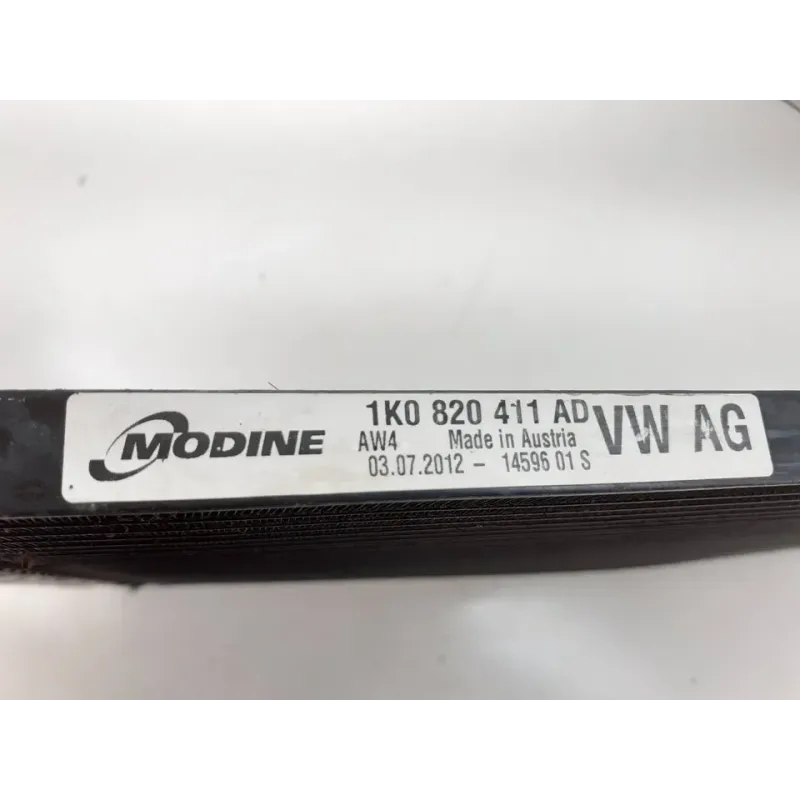 MODINE
1K0 820 411 AD
AW4 Made in Austria
03.07.2012 - 14596 01 S
VW AG